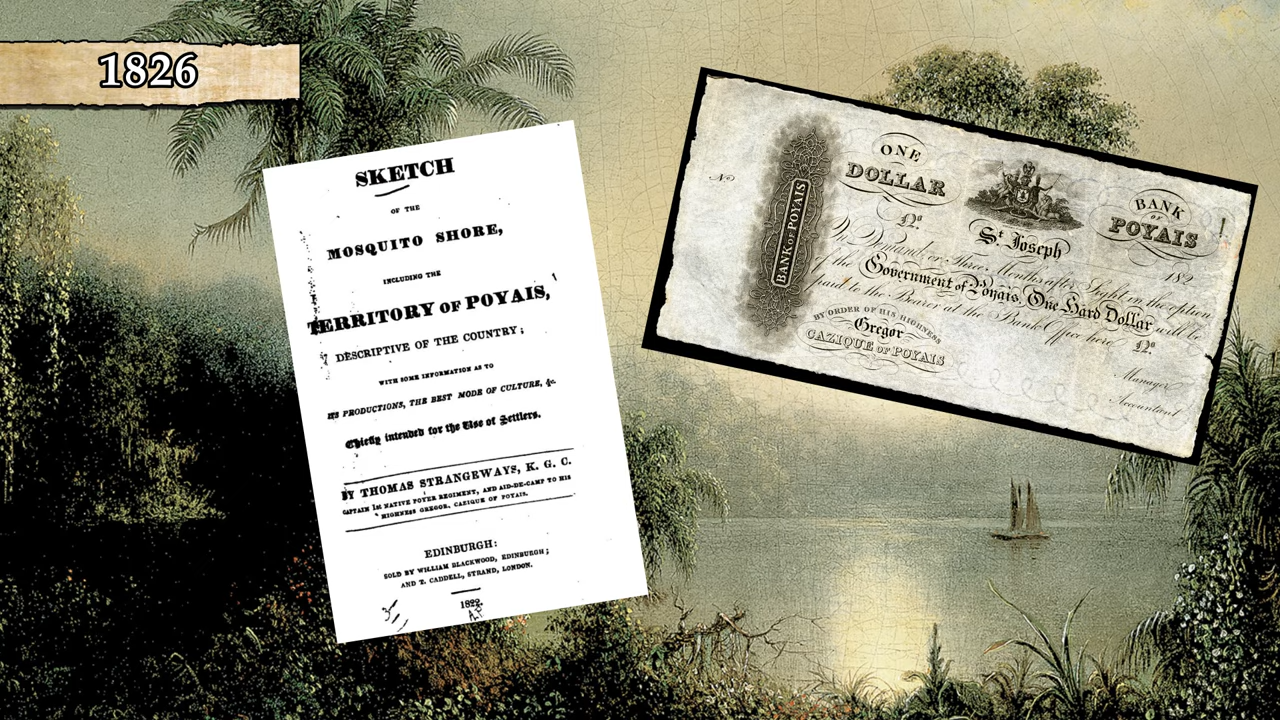 1826
SKETCH
OF THE
MOSQUITO SHORE,
INCLUDING THE
TERRITORY OF POYAIS,
DESCRIPTIVE OF THE COUNTRY;
WITH SOME INFORMATION AS TO
ITS PRODUCTIONS, THE BEST MODE OF CULTURE, &c.
Chiefly intended for the Use of Settlers.
BY THOMAS STRANGEWAYS, K. G. C.
CAPTAIN 1st NATIVE POYER REGIMENT, AND AID-DE-CAMP TO HIS
HIGHNESS GREGOR, CAZIQUE OF POYAIS.
EDINBURGH:
SOLD BY WILLIAM BLACKWOOD, EDINBURGH;
AND T. CADELL, STRAND, LONDON.
1822.
BANK OF POYAIS
ONE
DOLLAR
BANK
OF
POYAIS
No
No
St Joseph
182
On Demand or Three Months after Sight in the option
of the Government of Poyais, One Hard Dollar will be
paid to the Bearer at the Bank Office here No
BY ORDER OF HIS HIGHNESS
Gregor
CAZIQUE OF POYAIS
Manager
Accountant